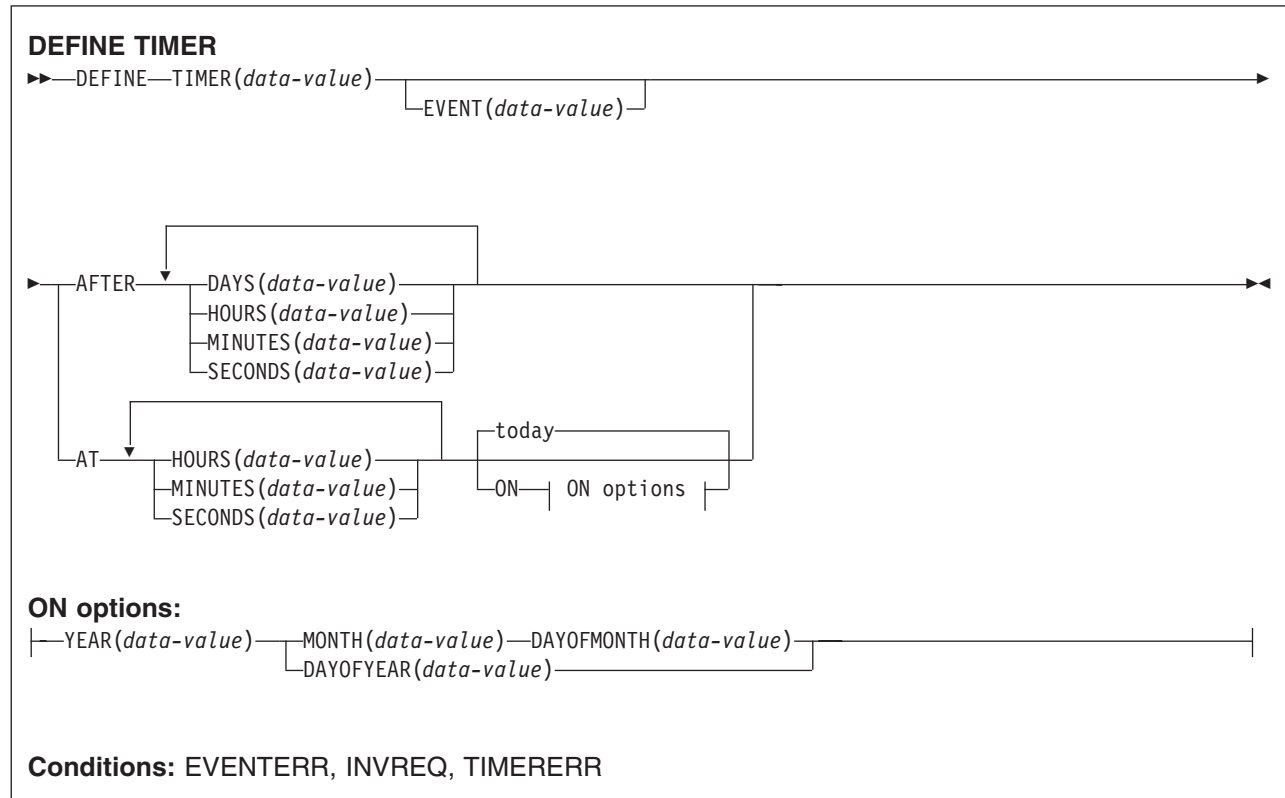 DEFINE TIMER
DEFINE TIMER(data-value)
EVENT(data-value)
AFTER DAYS(data-value)
HOURS(data-value)
MINUTES(data-value)
SECONDS(data-value)
today
AT HOURS(data-value)
MINUTES(data-value) ON ON options
SECONDS(data-value)
ON options:
YEAR(data-value) MONTH(data-value) DAYOFMONTH(data-value)
DAYOFYEAR(data-value)
Conditions: EVENTERR, INVREQ, TIMERERR